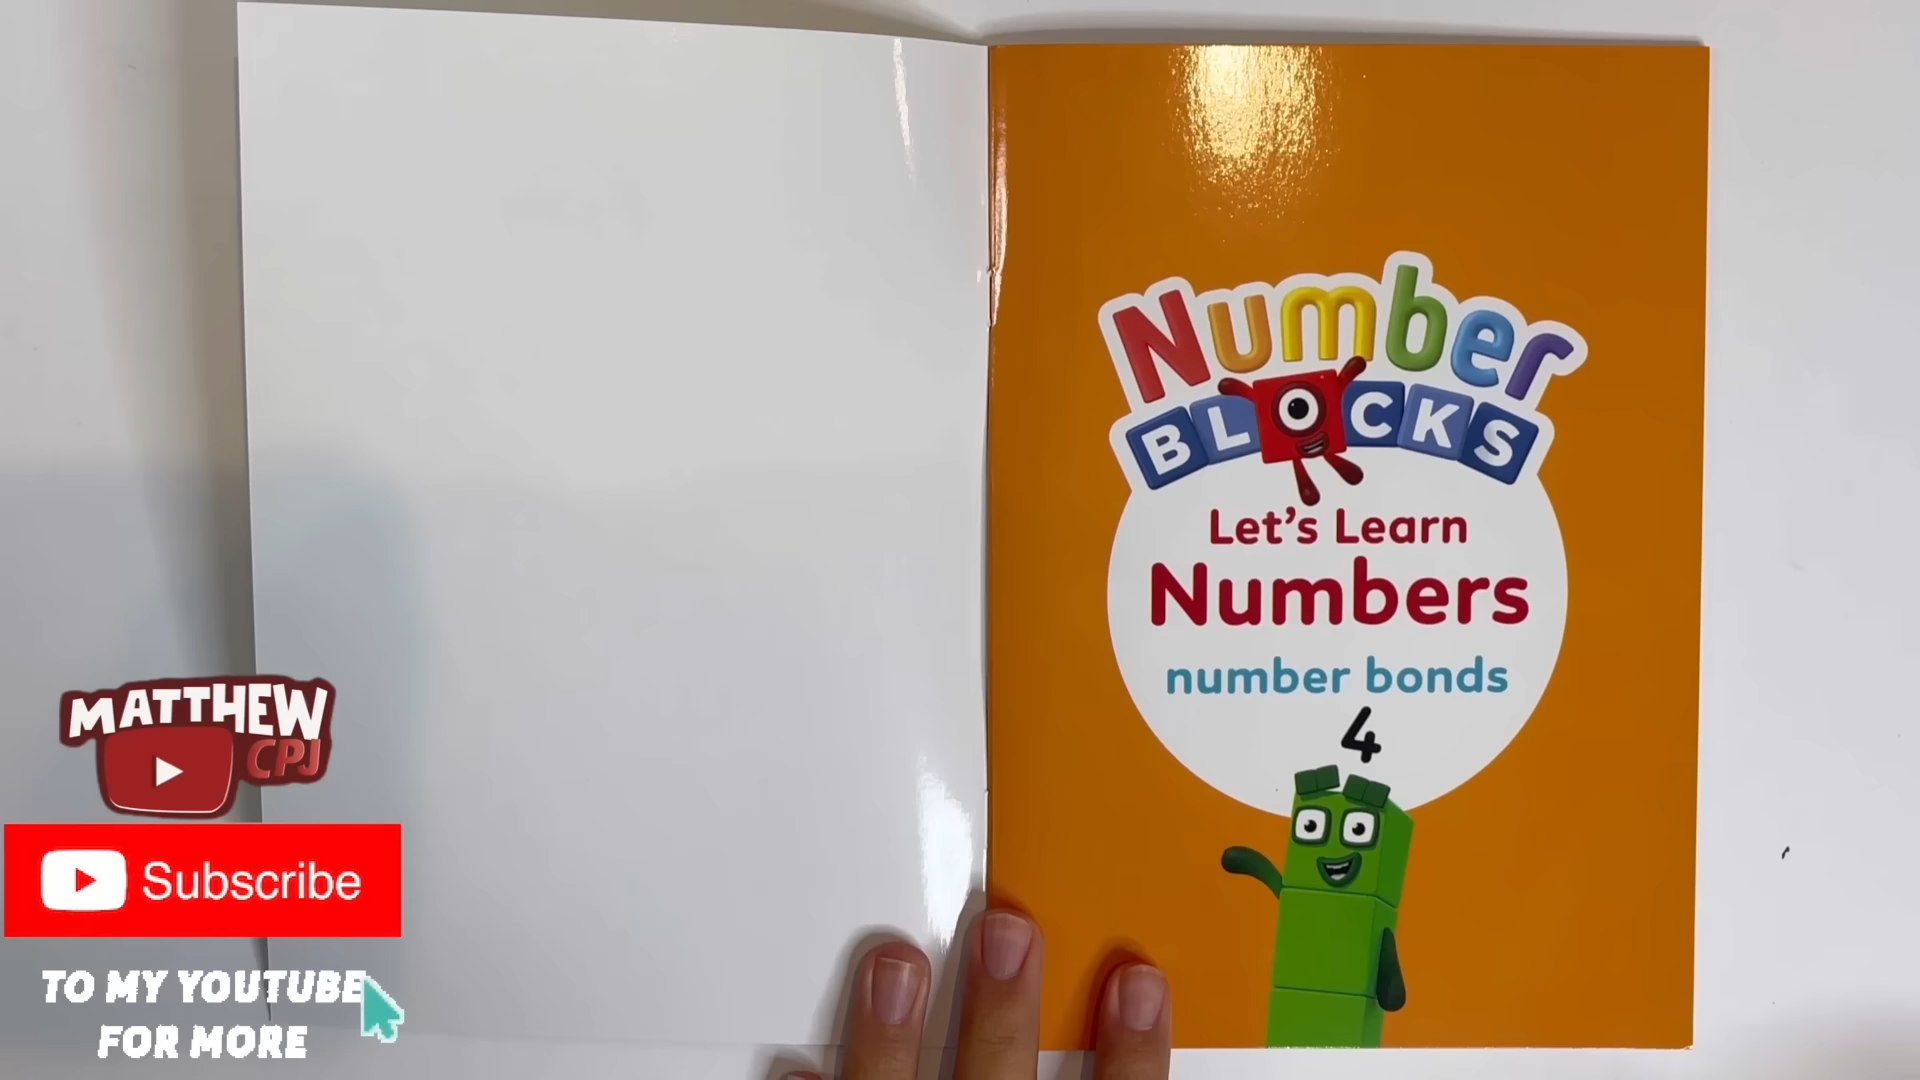 Number
BLOCKS
Let's Learn
Numbers
number bonds
4
MATTHEW
CPJ
Subscribe
TO MY YOUTUBE
FOR MORE